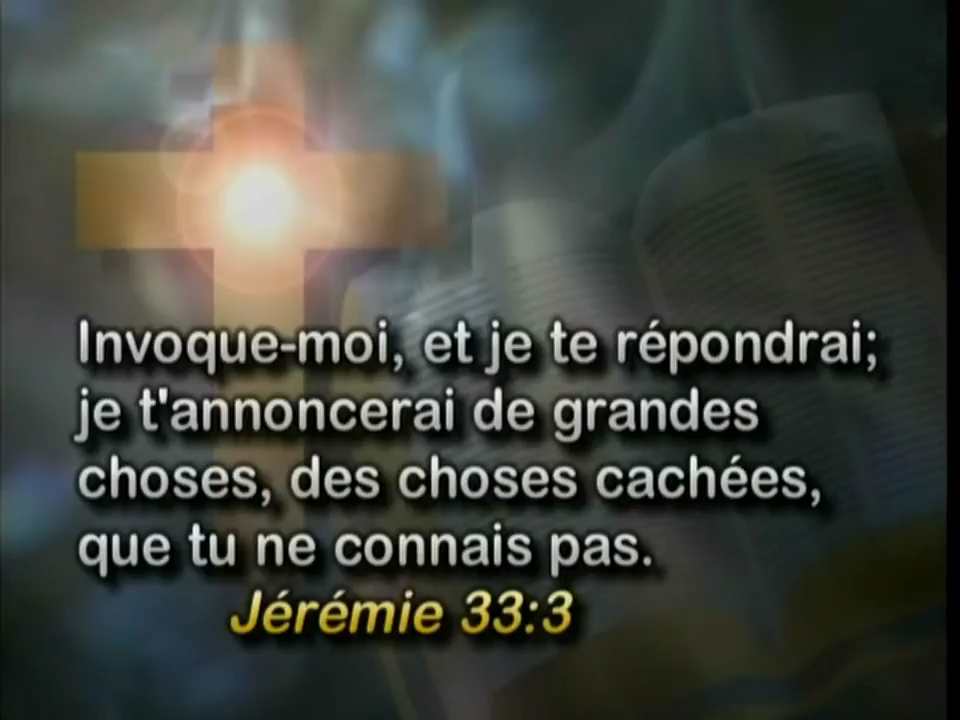 Invoque-moi, et je te répondrai;
je t'annoncerai de grandes
choses, des choses cachées,
que tu ne connais pas.
Jérémie 33:3